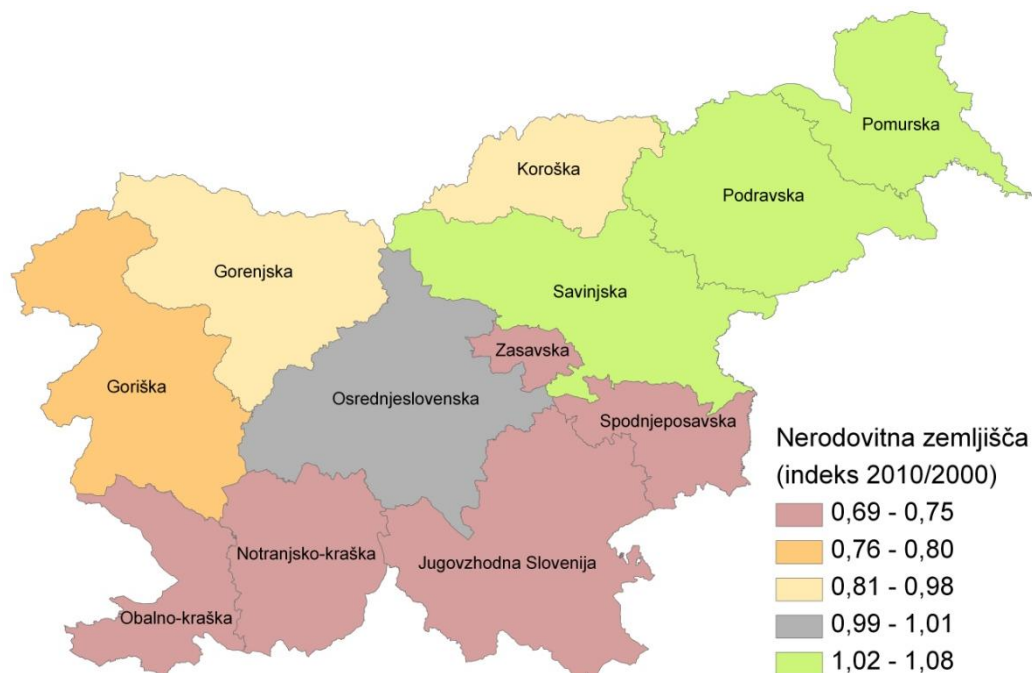 Pomurska
Koroška
Podravska
Gorenjska
Savinjska
Zasavska
Goriška
Osrednjeslovenska
Spodnjeposavska
Notranjsko-kraška
Jugovzhodna Slovenija
Obalno-kraška
Nerodovitna zemljišča
(indeks 2010/2000)
0,69 - 0,75
0,76 - 0,80
0,81 - 0,98
0,99 - 1,01
1,02 - 1,08